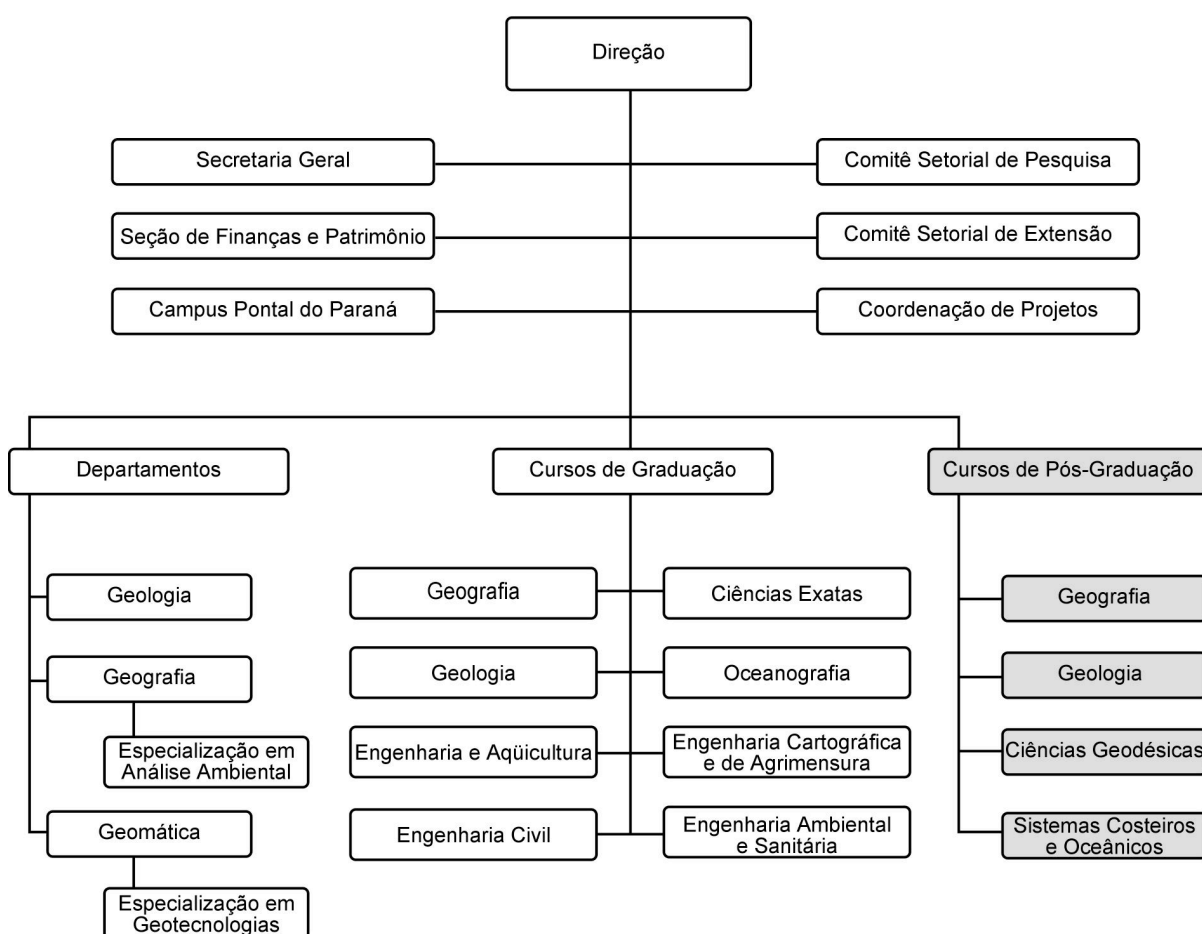 Direção
Secretaria Geral
Comitê Setorial de Pesquisa
Seção de Finanças e Patrimônio
Comitê Setorial de Extensão
Campus Pontal do Paraná
Coordenação de Projetos
Departamentos
Cursos de Graduação
Cursos de Pós-Graduação
Geologia
Geografia
Especialização em
Análise Ambiental
Geomática
Especialização em
Geotecnologias
Geografia
Ciências Exatas
Geologia
Oceanografia
Engenharia e Aqüicultura
Engenharia Cartográfica
e de Agrimensura
Engenharia Civil
Engenharia Ambiental
e Sanitária
Geografia
Geologia
Ciências Geodésicas
Sistemas Costeiros
e Oceânicos